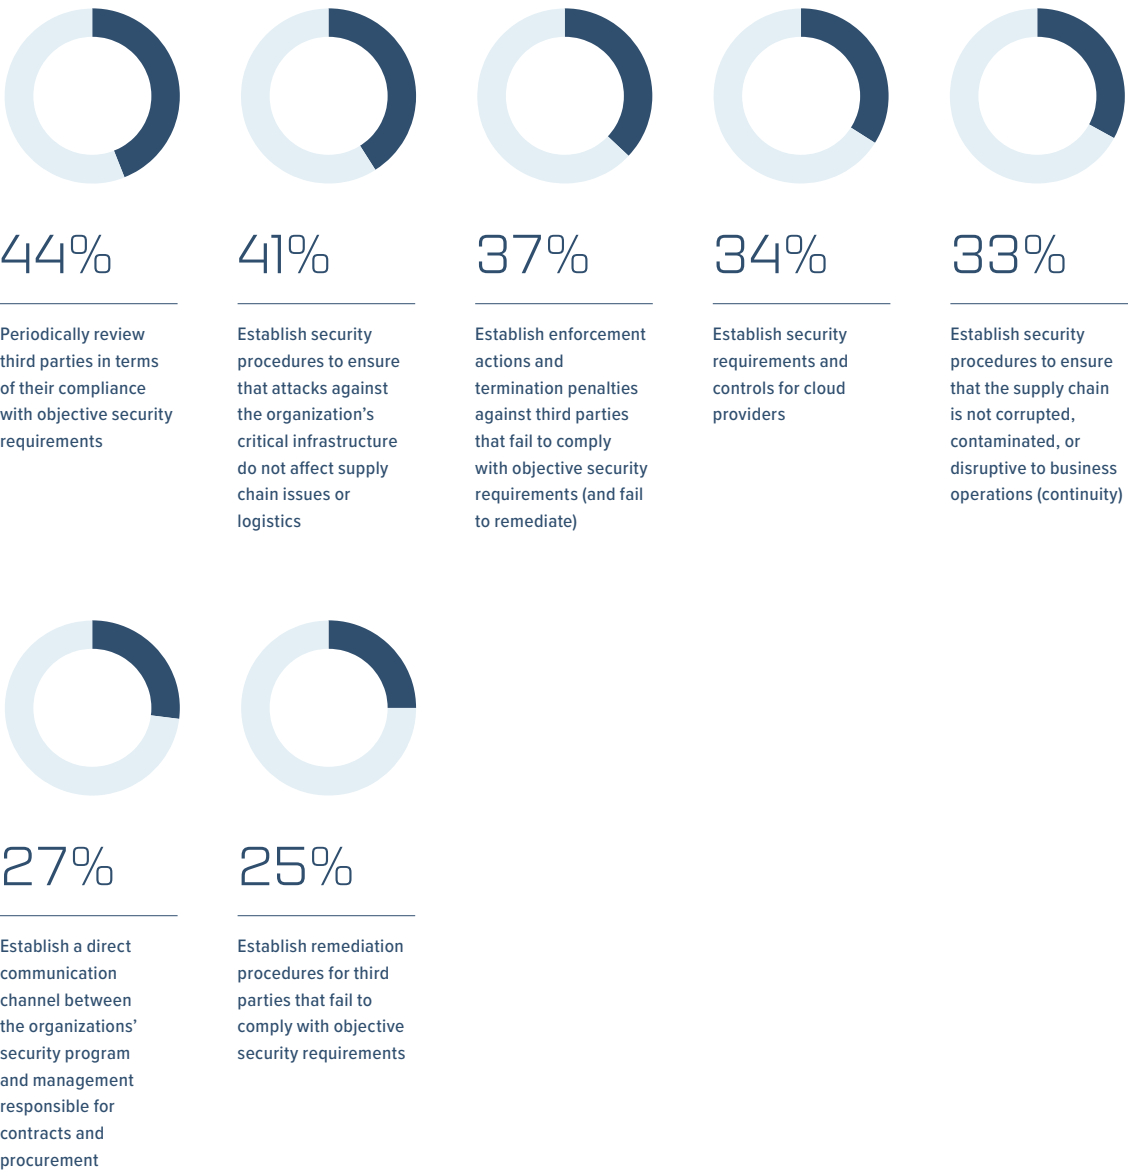 44%
Periodically review
third parties in terms
of their compliance
with objective security
requirements
41%
Establish security
procedures to ensure
that attacks against
the organization’s
critical infrastructure
do not affect supply
chain issues or
logistics
37%
Establish enforcement
actions and
termination penalties
against third parties
that fail to comply
with objective security
requirements (and fail
to remediate)
34%
Establish security
requirements and
controls for cloud
providers
33%
Establish security
procedures to ensure
that the supply chain
is not corrupted,
contaminated, or
disruptive to business
operations (continuity)
27%
Establish a direct
communication
channel between
the organizations’
security program
and management
responsible for
contracts and
procurement
25%
Establish remediation
procedures for third
parties that fail to
comply with objective
security requirements